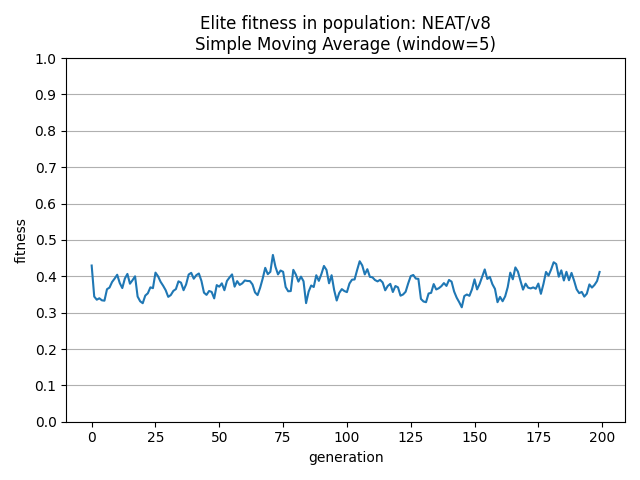 Elite fitness in population: NEAT/v8
Simple Moving Average (window=5)
1.0
0.9
0.8
0.7
0.6
0.5
0.4
0.3
0.2
0.1
0.0
fitness
0 25 50 75 100 125 150 175 200
generation